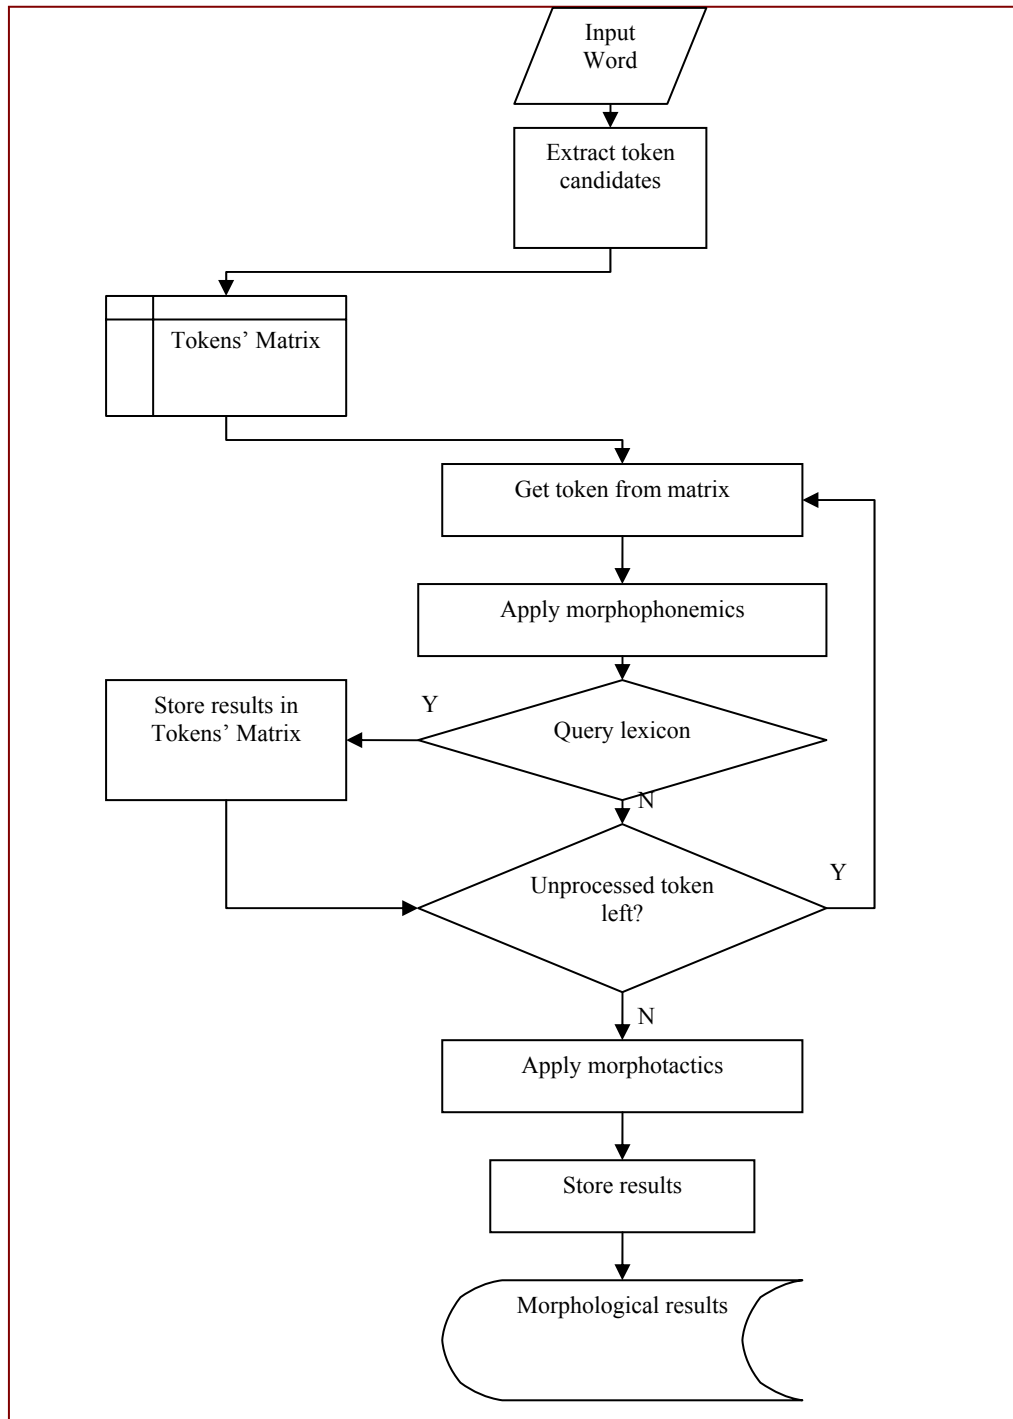 Input
Word
Extract token
candidates
Tokens’ Matrix
Get token from matrix
Apply morphophonemics
Store results in
Tokens’ Matrix
Y
Query lexicon
N
Unprocessed token
left?
Y
N
Apply morphotactics
Store results
Morphological results